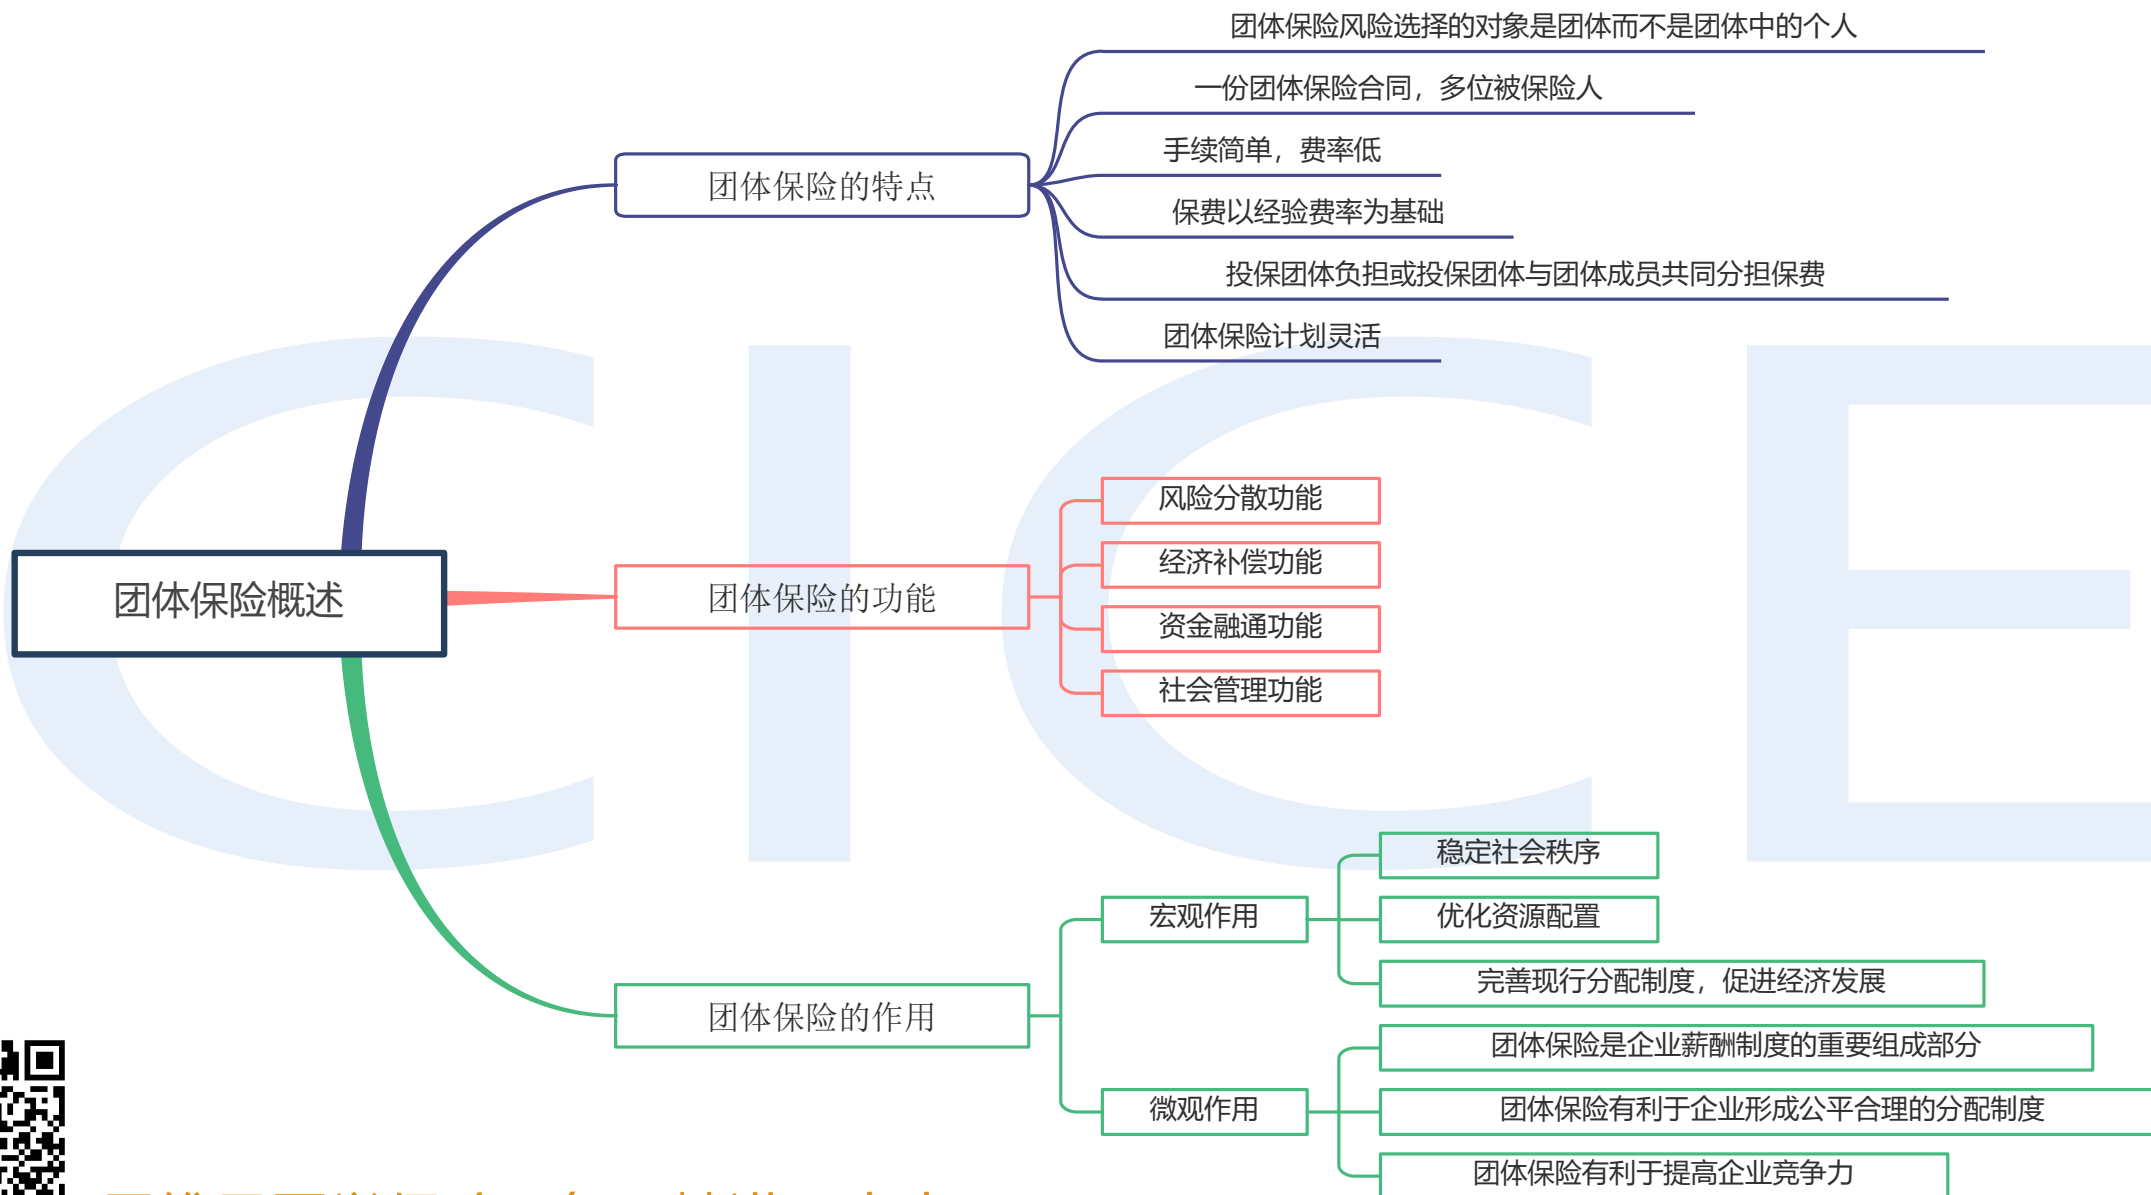 团体保险风险选择的对象是团体而不是团体中的个人
一份团体保险合同，多位被保险人
手续简单，费率低
团体保险的特点
保费以经验费率为基础
投保团体负担或投保团体与团体成员共同分担保费
团体保险计划灵活
风险分散功能
经济补偿功能
团体保险概述
团体保险的功能
资金融通功能
社会管理功能
稳定社会秩序
宏观作用
优化资源配置
完善现行分配制度，促进经济发展
团体保险的作用
团体保险是企业薪酬制度的重要组成部分
微观作用
团体保险有利于企业形成公平合理的分配制度
团体保险有利于提高企业竞争力
CICE